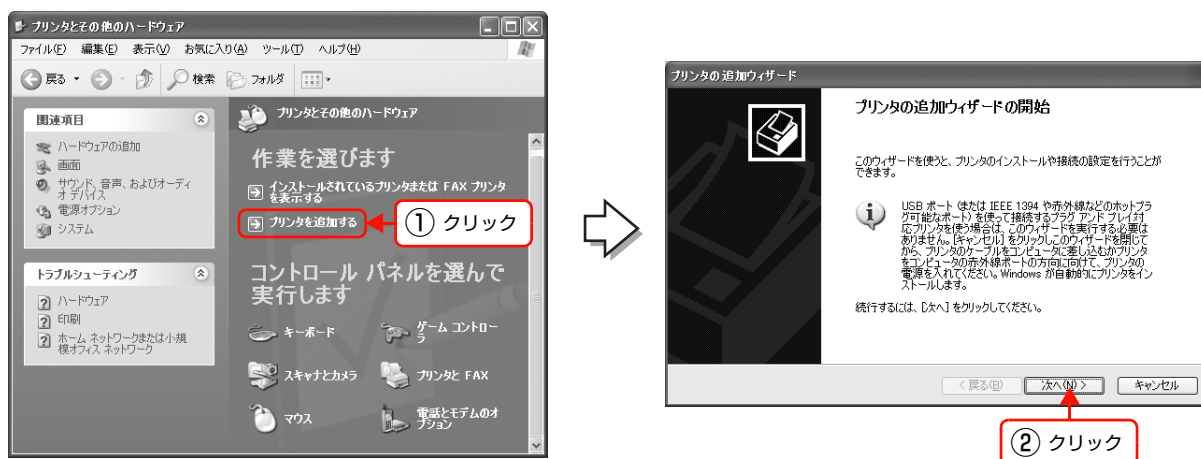 プリンタとその他のハードウェア
ファイル(F) 編集(E) 表示(V) お気に入り(A) ツール(T) ヘルプ(H)
戻る 検索 フォルダ
関連項目
ハードウェアの追加
画面
サウンド、音声、およびオーディ
オ デバイス
電源オプション
システム
トラブルシューティング
ハードウェア
印刷
ホーム ネットワークまたは小規
模オフィス ネットワーク
プリンタとその他のハードウェア
作業を選びます
インストールされているプリンタまたは FAX プリンタ
を表示する
プリンタを追加する
① クリック
コントロール パネルを選んで
実行します
キーボード
ゲーム コントロー
ラ
スキャナとカメラ
プリンタと FAX
マウス
電話とモデムのオ
プション
プリンタの追加ウィザード
プリンタの追加ウィザードの開始
このウィザードを使うと、プリンタのインストールや接続の設定を行うことが
できます。
USB ポート (または IEEE 1394 や赤外線などのホットプラ
グ可能なポート) を使って接続するプラグ アンド プレイ対
応プリンタを使う場合は、このウィザードを実行する必要は
ありません。[キャンセル] をクリックしこのウィザードを閉じて
から、プリンタのケーブルをコンピュータに差し込むかプリンタ
をコンピュータの赤外線ポートの方向に向けて、プリンタの
電源を入れてください。Windows が自動的にプリンタをイン
ストールします。
続行するには、[次へ] をクリックしてください。
< 戻る(B) 次へ(N) > キャンセル
② クリック